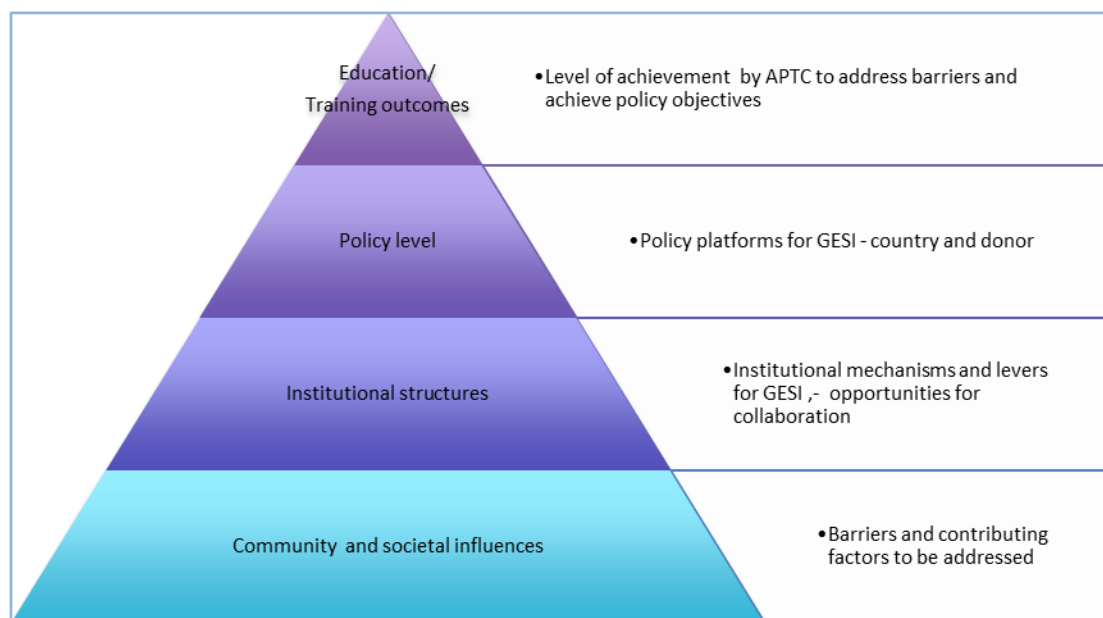 Education/
Training outcomes
•Level of achievement by APTC to address barriers and
achieve policy objectives
Policy level
•Policy platforms for GESI - country and donor
Institutional structures
•Institutional mechanisms and levers
for GESI ,- opportunities for
collaboration
Community and societal influences
•Barriers and contributing
factors to be addressed